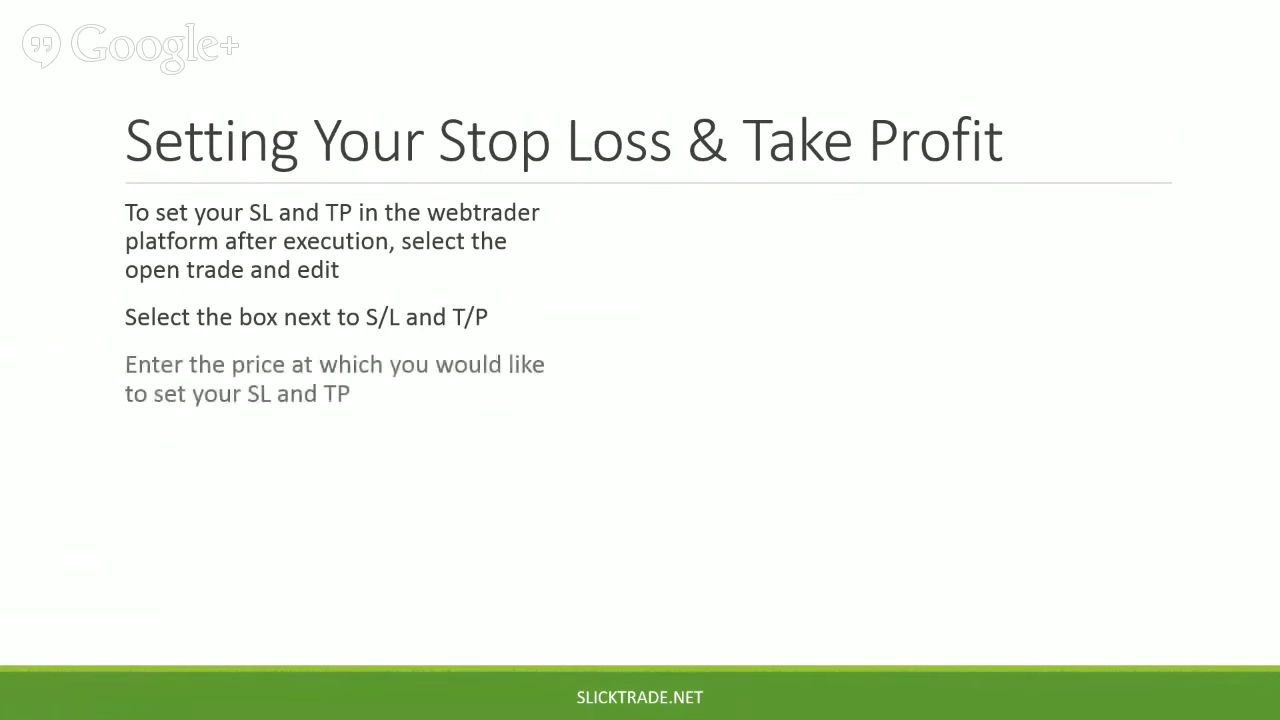 Google+
Setting Your Stop Loss & Take Profit
To set your SL and TP in the webtrader
platform after execution, select the
open trade and edit
Select the box next to S/L and T/P
Enter the price at which you would like
to set your SL and TP
SLICKTRADE.NET